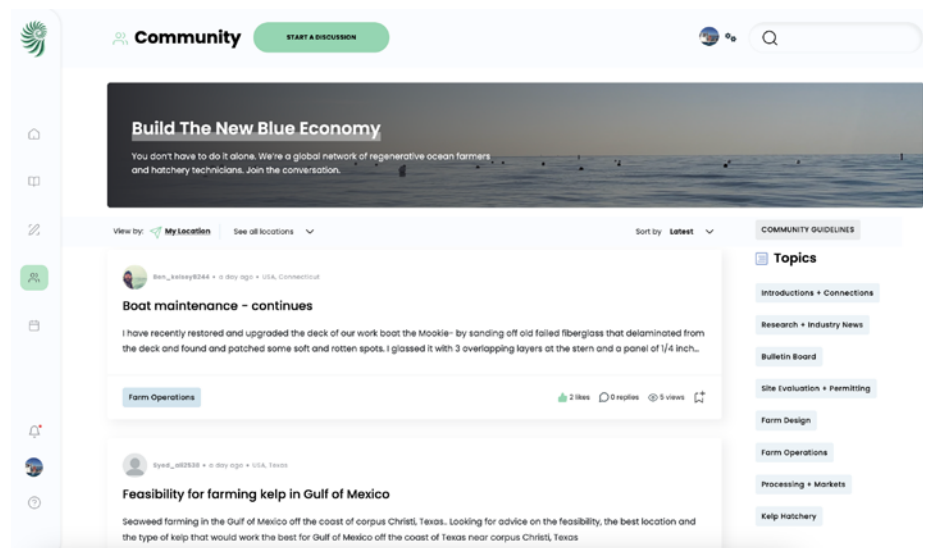 Community
START A DISCUSSION
Build The New Blue Economy
You don't have to do it alone. We're a global network of regenerative ocean farmers
and hatchery technicians. Join the conversation.
View by:
My Location
See all locations
Sort by Latest
COMMUNITY GUIDELINES
Topics
Introductions + Connections
Research + Industry News
Bulletin Board
Site Evaluation + Permitting
Farm Design
Farm Operations
Processing + Markets
Kelp Hatchery
Ben_kelsey8244 • a day ago • USA, Connecticut
Boat maintenance - continues
I have recently restored and upgraded the deck of our work boat the Mookie- by sanding off old failed fiberglass that delaminated from
the deck and found and patched some soft and rotten spots. I glassed it with 3 overlapping layers at the stern and a panel of 1/4 inch...
Farm Operations
2 likes
0 replies
5 views
Syed_ali2538 • a day ago • USA, Texas
Feasibility for farming kelp in Gulf of Mexico
Seaweed farming in the Gulf of Mexico off the coast of corpus Christi, Texas.. Looking for advice on the feasibility, the best location and
the type of kelp that would work the best for Gulf of Mexico off the coast of Texas near corpus Christi, Texas